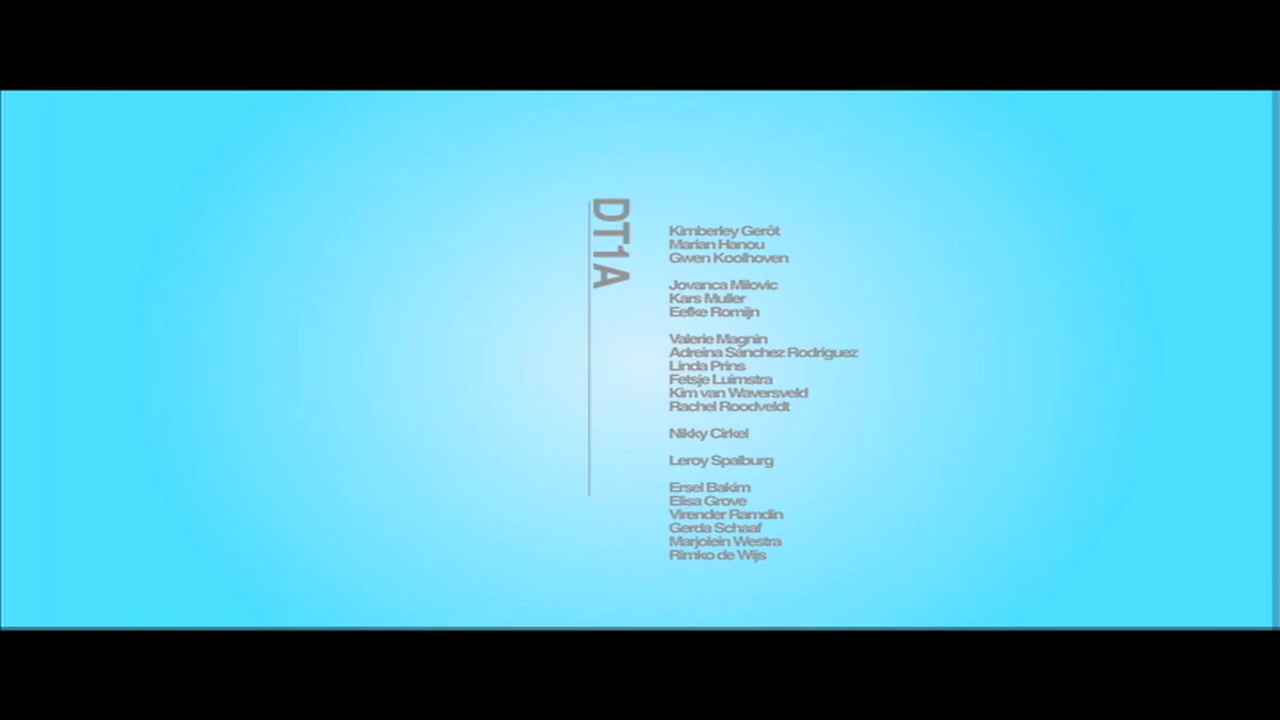 DT1A
Kimberley Gerôt
Marian Hanou
Gwen Koolhoven
Jovanca Milovic
Kars Muller
Eefke Romijn
Valerie Magnin
Adreina Sánchez Rodriguez
Linda Prins
Fetsje Luimstra
Kim van Waversveld
Rachel Roodveldt
Nikky Cirkel
Leroy Spalburg
Ersel Bakim
Elisa Grove
Virender Ramdin
Gerda Schaaf
Marjolein Westra
Rimko de Wijs